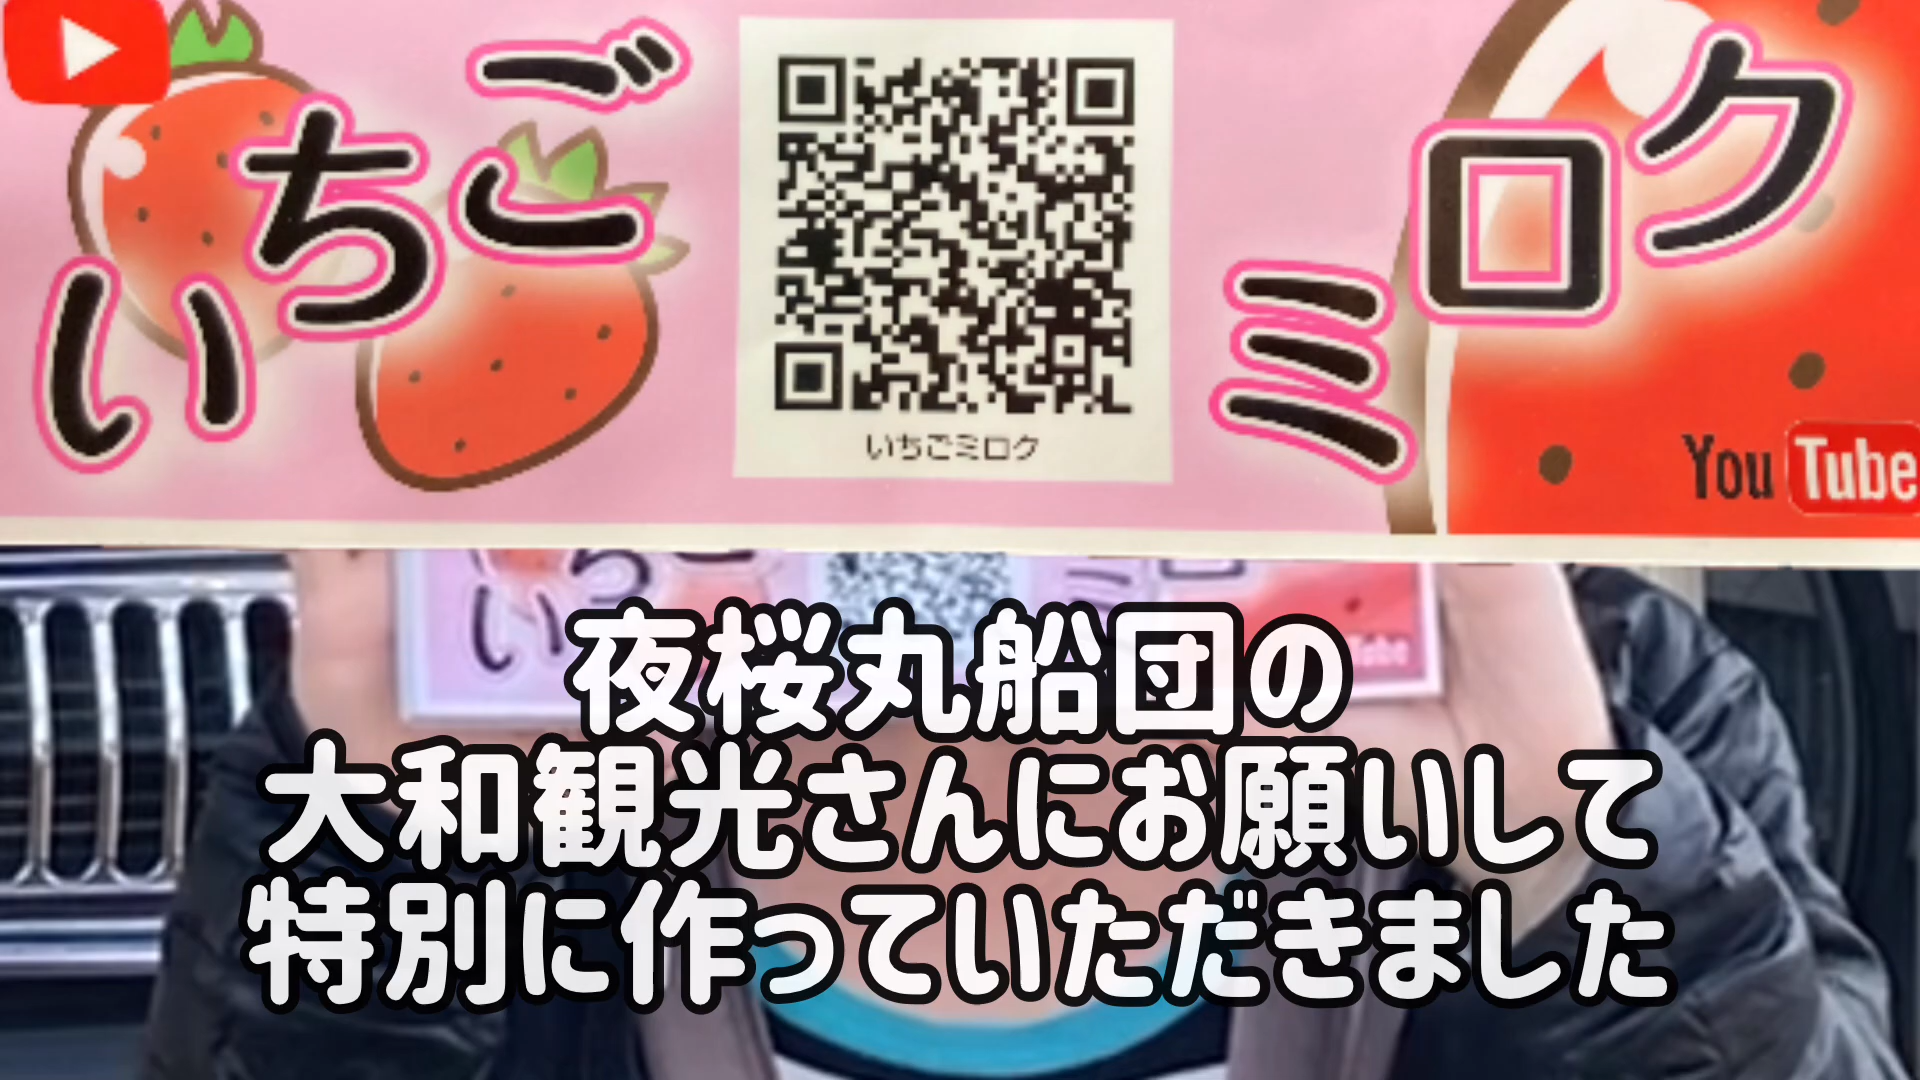 いちご
ミロク
いちごミロク
YouTube
夜桜丸船団の
大和観光さんにお願いして
特別に作っていただきました